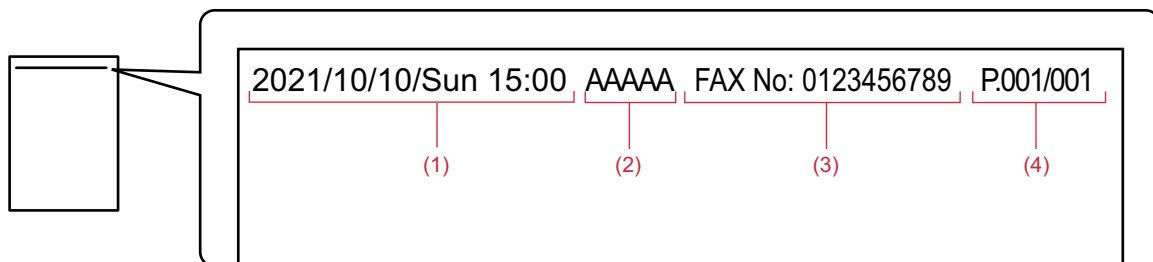 2021/10/10/Sun 15:00 AAAAA FAX No: 0123456789 P.001/001
(1) (2) (3) (4)